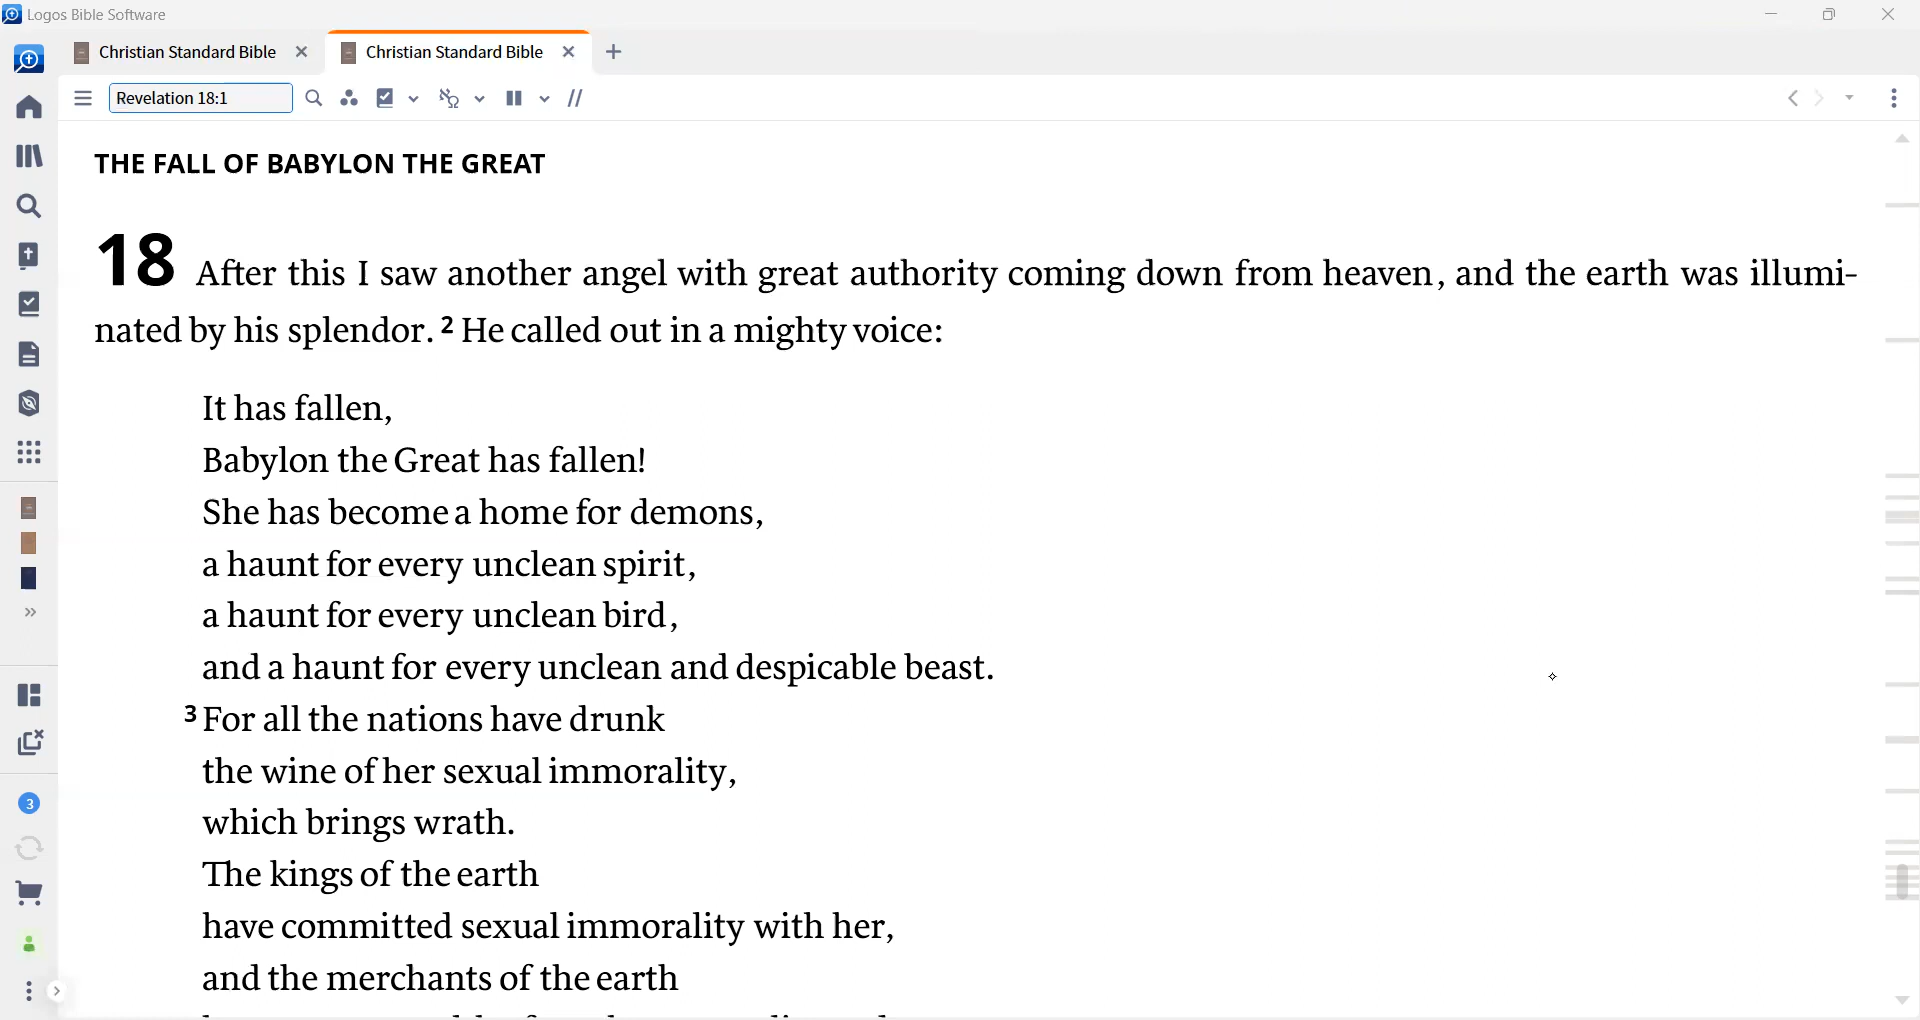 Logos Bible Software
Christian Standard Bible
Christian Standard Bible
Revelation 18:1
THE FALL OF BABYLON THE GREAT
18 After this I saw another angel with great authority coming down from heaven, and the earth was illumi-
nated by his splendor. 2 He called out in a mighty voice:
It has fallen,
Babylon the Great has fallen!
She has become a home for demons,
a haunt for every unclean spirit,
a haunt for every unclean bird,
and a haunt for every unclean and despicable beast.
3 For all the nations have drunk
the wine of her sexual immorality,
which brings wrath.
The kings of the earth
have committed sexual immorality with her,
and the merchants of the earth
3